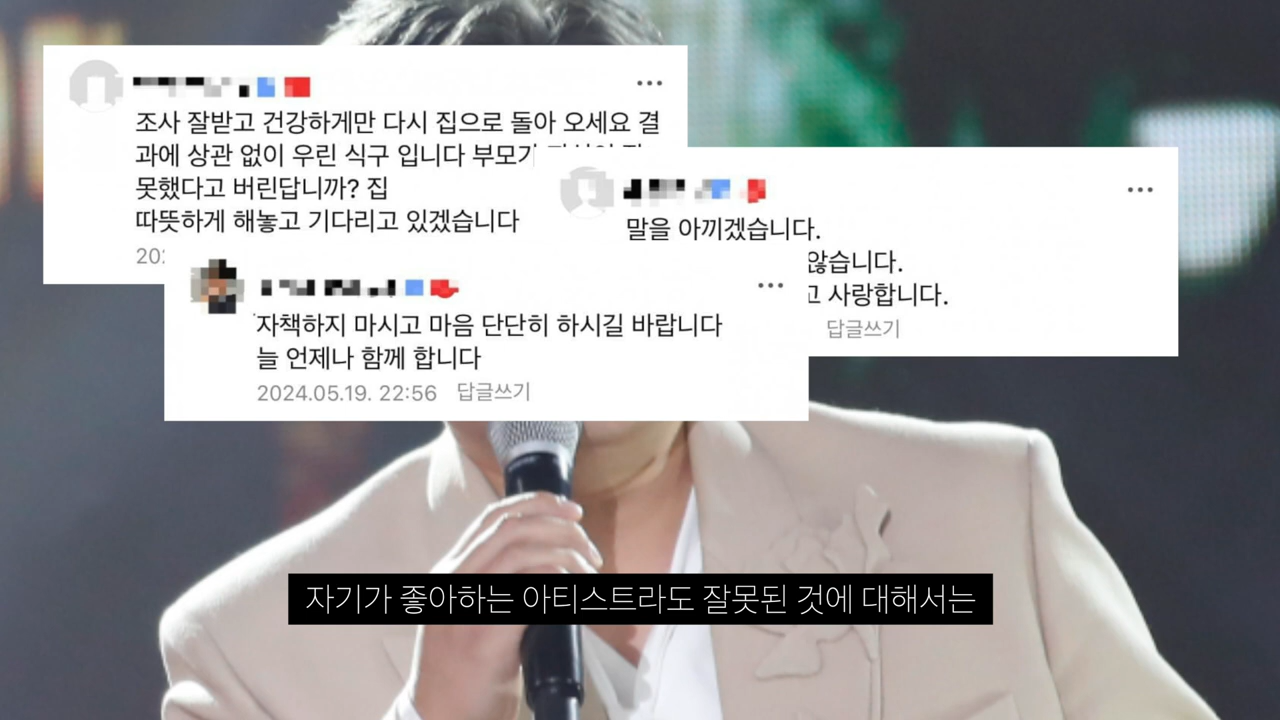 조사 잘받고 건강하게만 다시 집으로 돌아 오세요 결
과에 상관 없이 우린 식구 입니다
못했다고 버린답니까? 집
따뜻하게 해놓고 기다리고 있겠습니다
말을 아끼겠습니다.
않습니다.
고 사랑합니다.
답글쓰기
자책하지 마시고 마음 단단히 하시길 바랍니다
늘 언제나 함께 합니다
2024.05.19. 22:56 답글쓰기
자기가 좋아하는 아티스트라도 잘못된 것에 대해서는